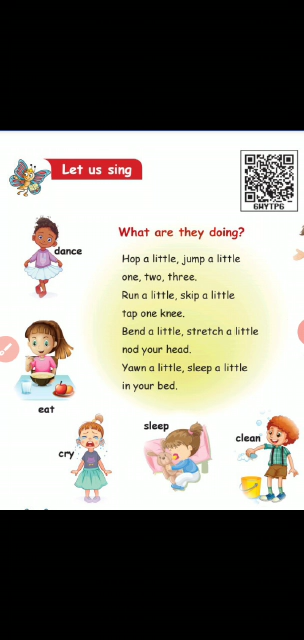 Let us sing
6WYTP6
What are they doing?
dance
Hop a little, jump a little
one, two, three.
Run a little, skip a little
tap one knee.
Bend a little, stretch a little
nod your head.
Yawn a little, sleep a little
in your bed.
eat
cry
sleep
clean